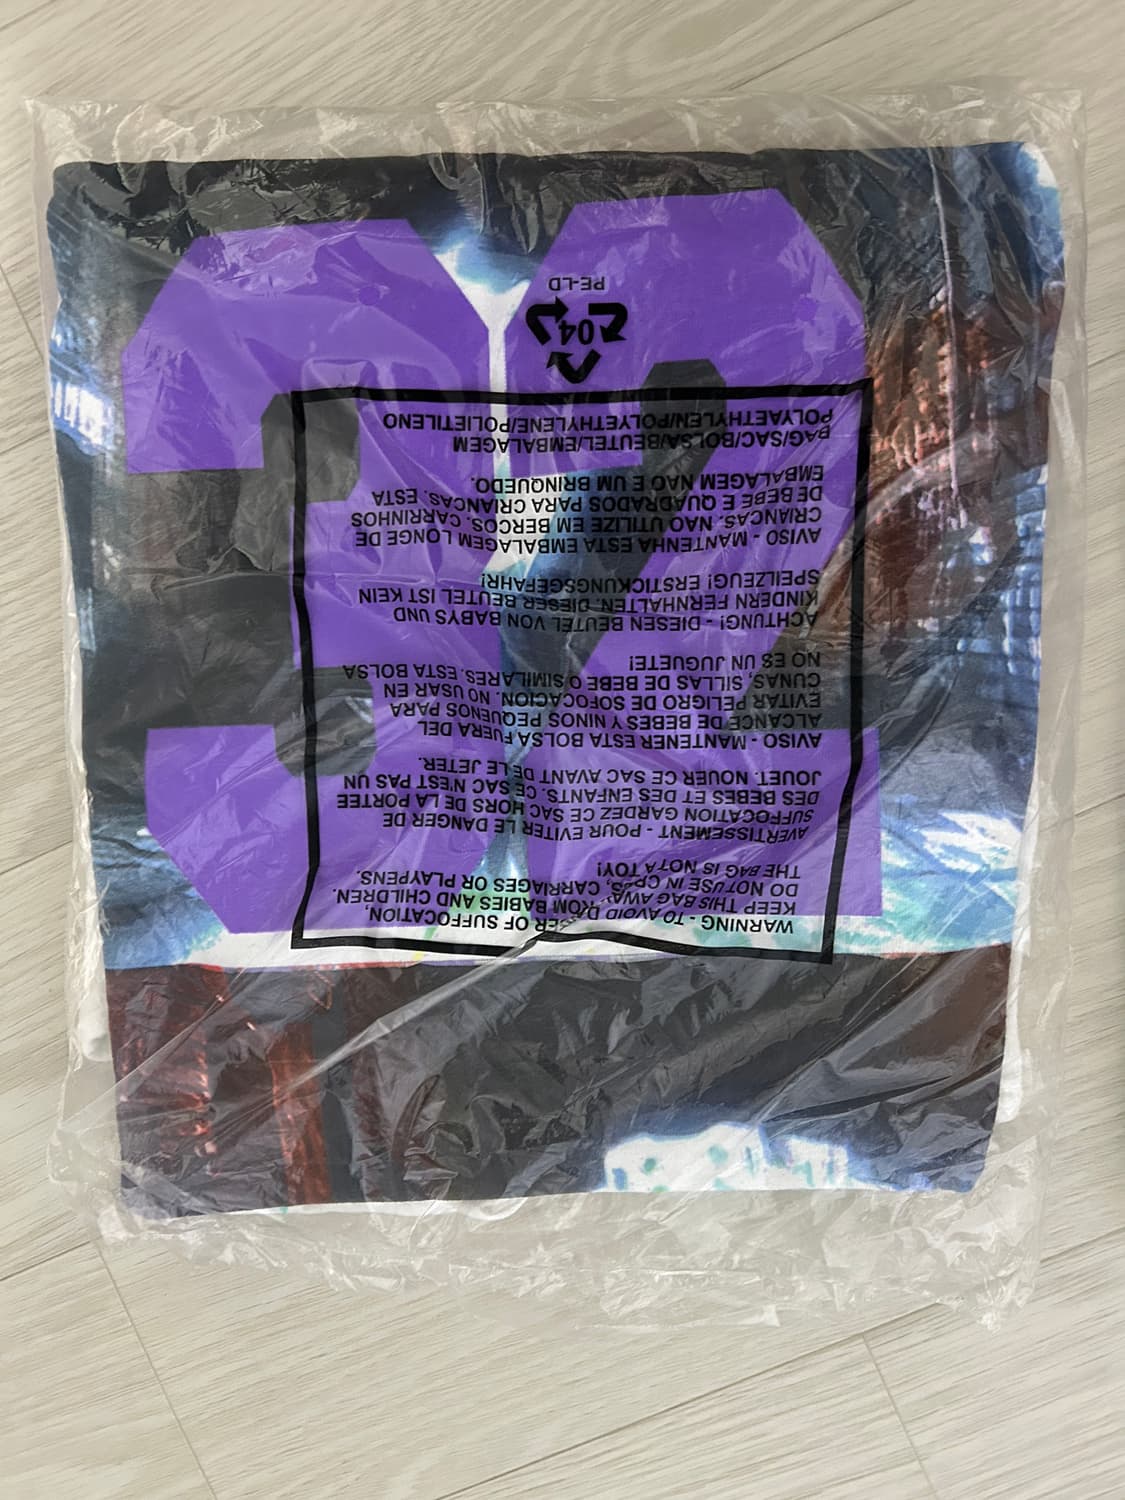 32
WARNING - TO AVOID DANGER OF SUFFOCATION,
KEEP THIS BAG AWAY FROM BABIES AND CHILDREN.
DO NOT USE IN CRIBS, CARRIAGES OR PLAYPENS.
THE BAG IS NOT A TOY!
AVERTISSEMENT - POUR EVITER LE DANGER DE
SUFFOCATION GARDEZ CE SAC HORS DE LA PORTEE
DES BEBES ET DES ENFANTS. CE SAC N'EST PAS UN
JOUET. NOUER CE SAC AVANT DE LE JETER.
AVISO - MANTENER ESTA BOLSA FUERA DEL
ALCANCE DE BEBES Y NINOS PEQUENOS PARA
EVITAR PELIGRO DE SOFOCACION. NO USAR EN
CUNAS, SILLAS DE BEBE O SIMILARES. ESTA BOLSA
NO ES UN JUGUETE!
ACHTUNG! - DIESEN BEUTEL VON BABYS UND
KINDERN FERNHALTEN. DIESER BEUTEL IST KEIN
SPEILZEUG! ERSTICKUNGSGEFAHR!
AVISO - MANTENHA ESTA EMBALAGEM LONGE DE
CRIANCAS. NAO UTILIZE EM BERCOS. CARRINHOS
DE BEBE E QUADRADOS PARA CRIANCAS. ESTA
EMBALAGEM NAO E UM BRINQUEDO.
BAG/SAC/BOLSA/BEUTEL/EMBALAGEM
POLYAETHYLEN/POLYETHYLENE/POLIETILENO
04
PE-LD